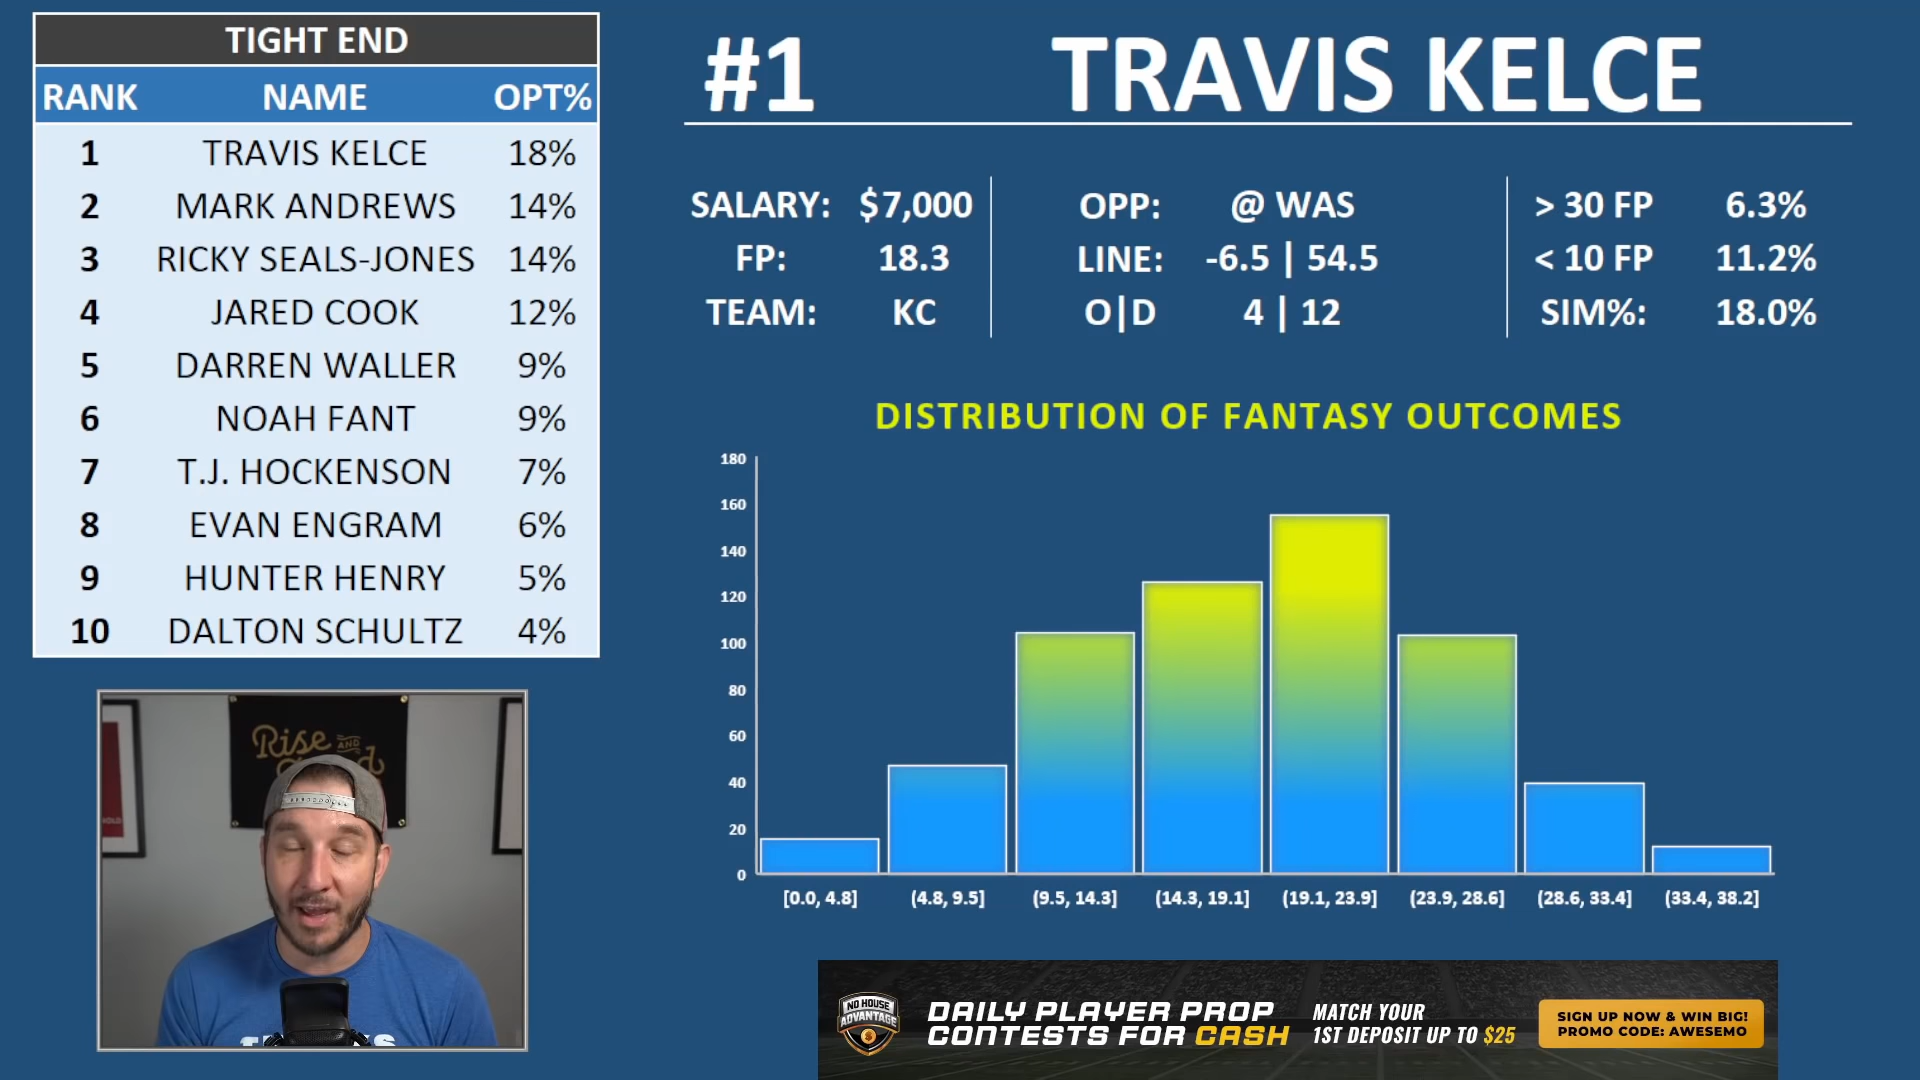 TIGHT END
RANK NAME OPT%
1 TRAVIS KELCE 18%
2 MARK ANDREWS 14%
3 RICKY SEALS-JONES 14%
4 JARED COOK 12%
5 DARREN WALLER 9%
6 NOAH FANT 9%
7 T.J. HOCKENSON 7%
8 EVAN ENGRAM 6%
9 HUNTER HENRY 5%
10 DALTON SCHULTZ 4%
#1 TRAVIS KELCE
SALARY: $7,000 OPP: @ WAS > 30 FP 6.3%
FP: 18.3 LINE: -6.5 | 54.5 < 10 FP 11.2%
TEAM: KC O|D 4 | 12 SIM%: 18.0%
DISTRIBUTION OF FANTASY OUTCOMES
180
160
140
120
100
80
60
40
20
0
[0.0, 4.8] (4.8, 9.5] (9.5, 14.3] (14.3, 19.1] (19.1, 23.9] (23.9, 28.6] (28.6, 33.4] (33.4, 38.2]
Rise AND
NO HOUSE
ADVANTAGE
DAILY PLAYER PROP
CONTESTS FOR CASH
MATCH YOUR
1ST DEPOSIT UP TO $25
SIGN UP NOW & WIN BIG!
PROMO CODE: AWESEMO